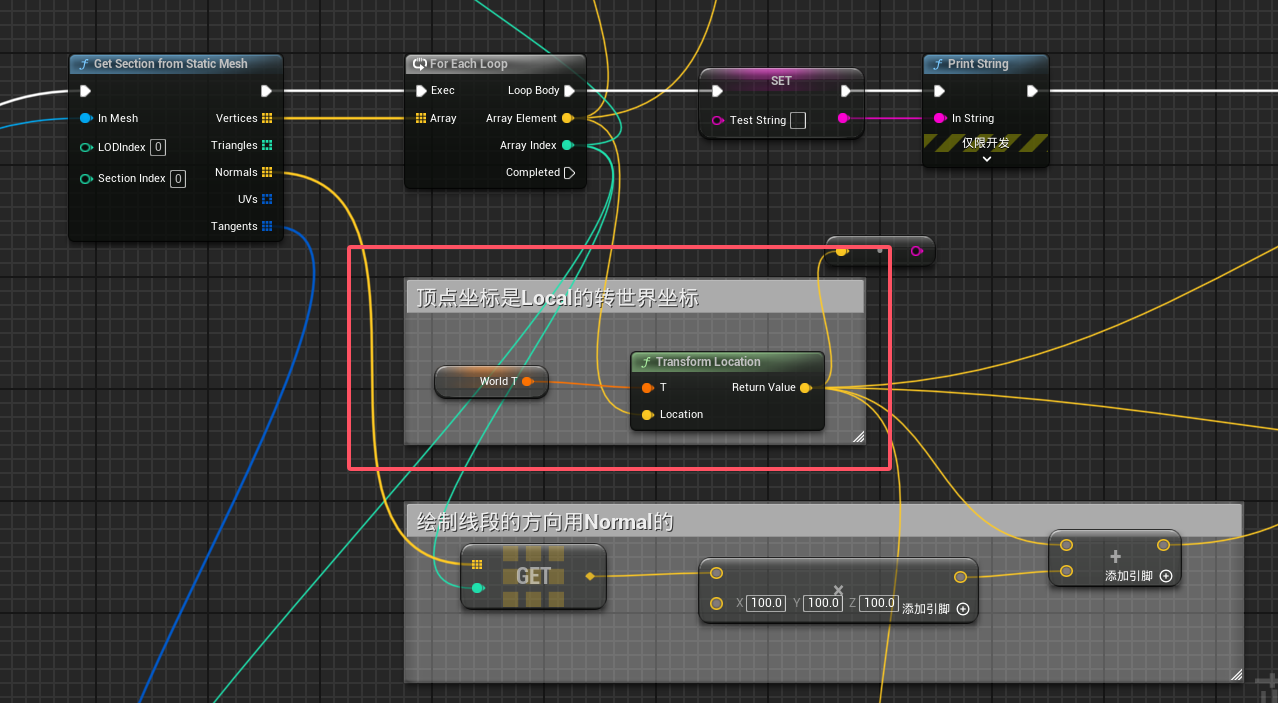 Get Section from Static Mesh
In Mesh
Vertices
LODIndex 0
Triangles
Section Index 0
Normals
UVs
Tangents
For Each Loop
Exec
Loop Body
Array
Array Element
Array Index
Completed
SET
Test String
Print String
In String
仅限开发
顶点坐标是Local的转世界坐标
World T
Transform Location
T
Return Value
Location
绘制线段的方向用Normal的
GET
X 100.0 Y 100.0 Z 100.0 添加引脚
添加引脚